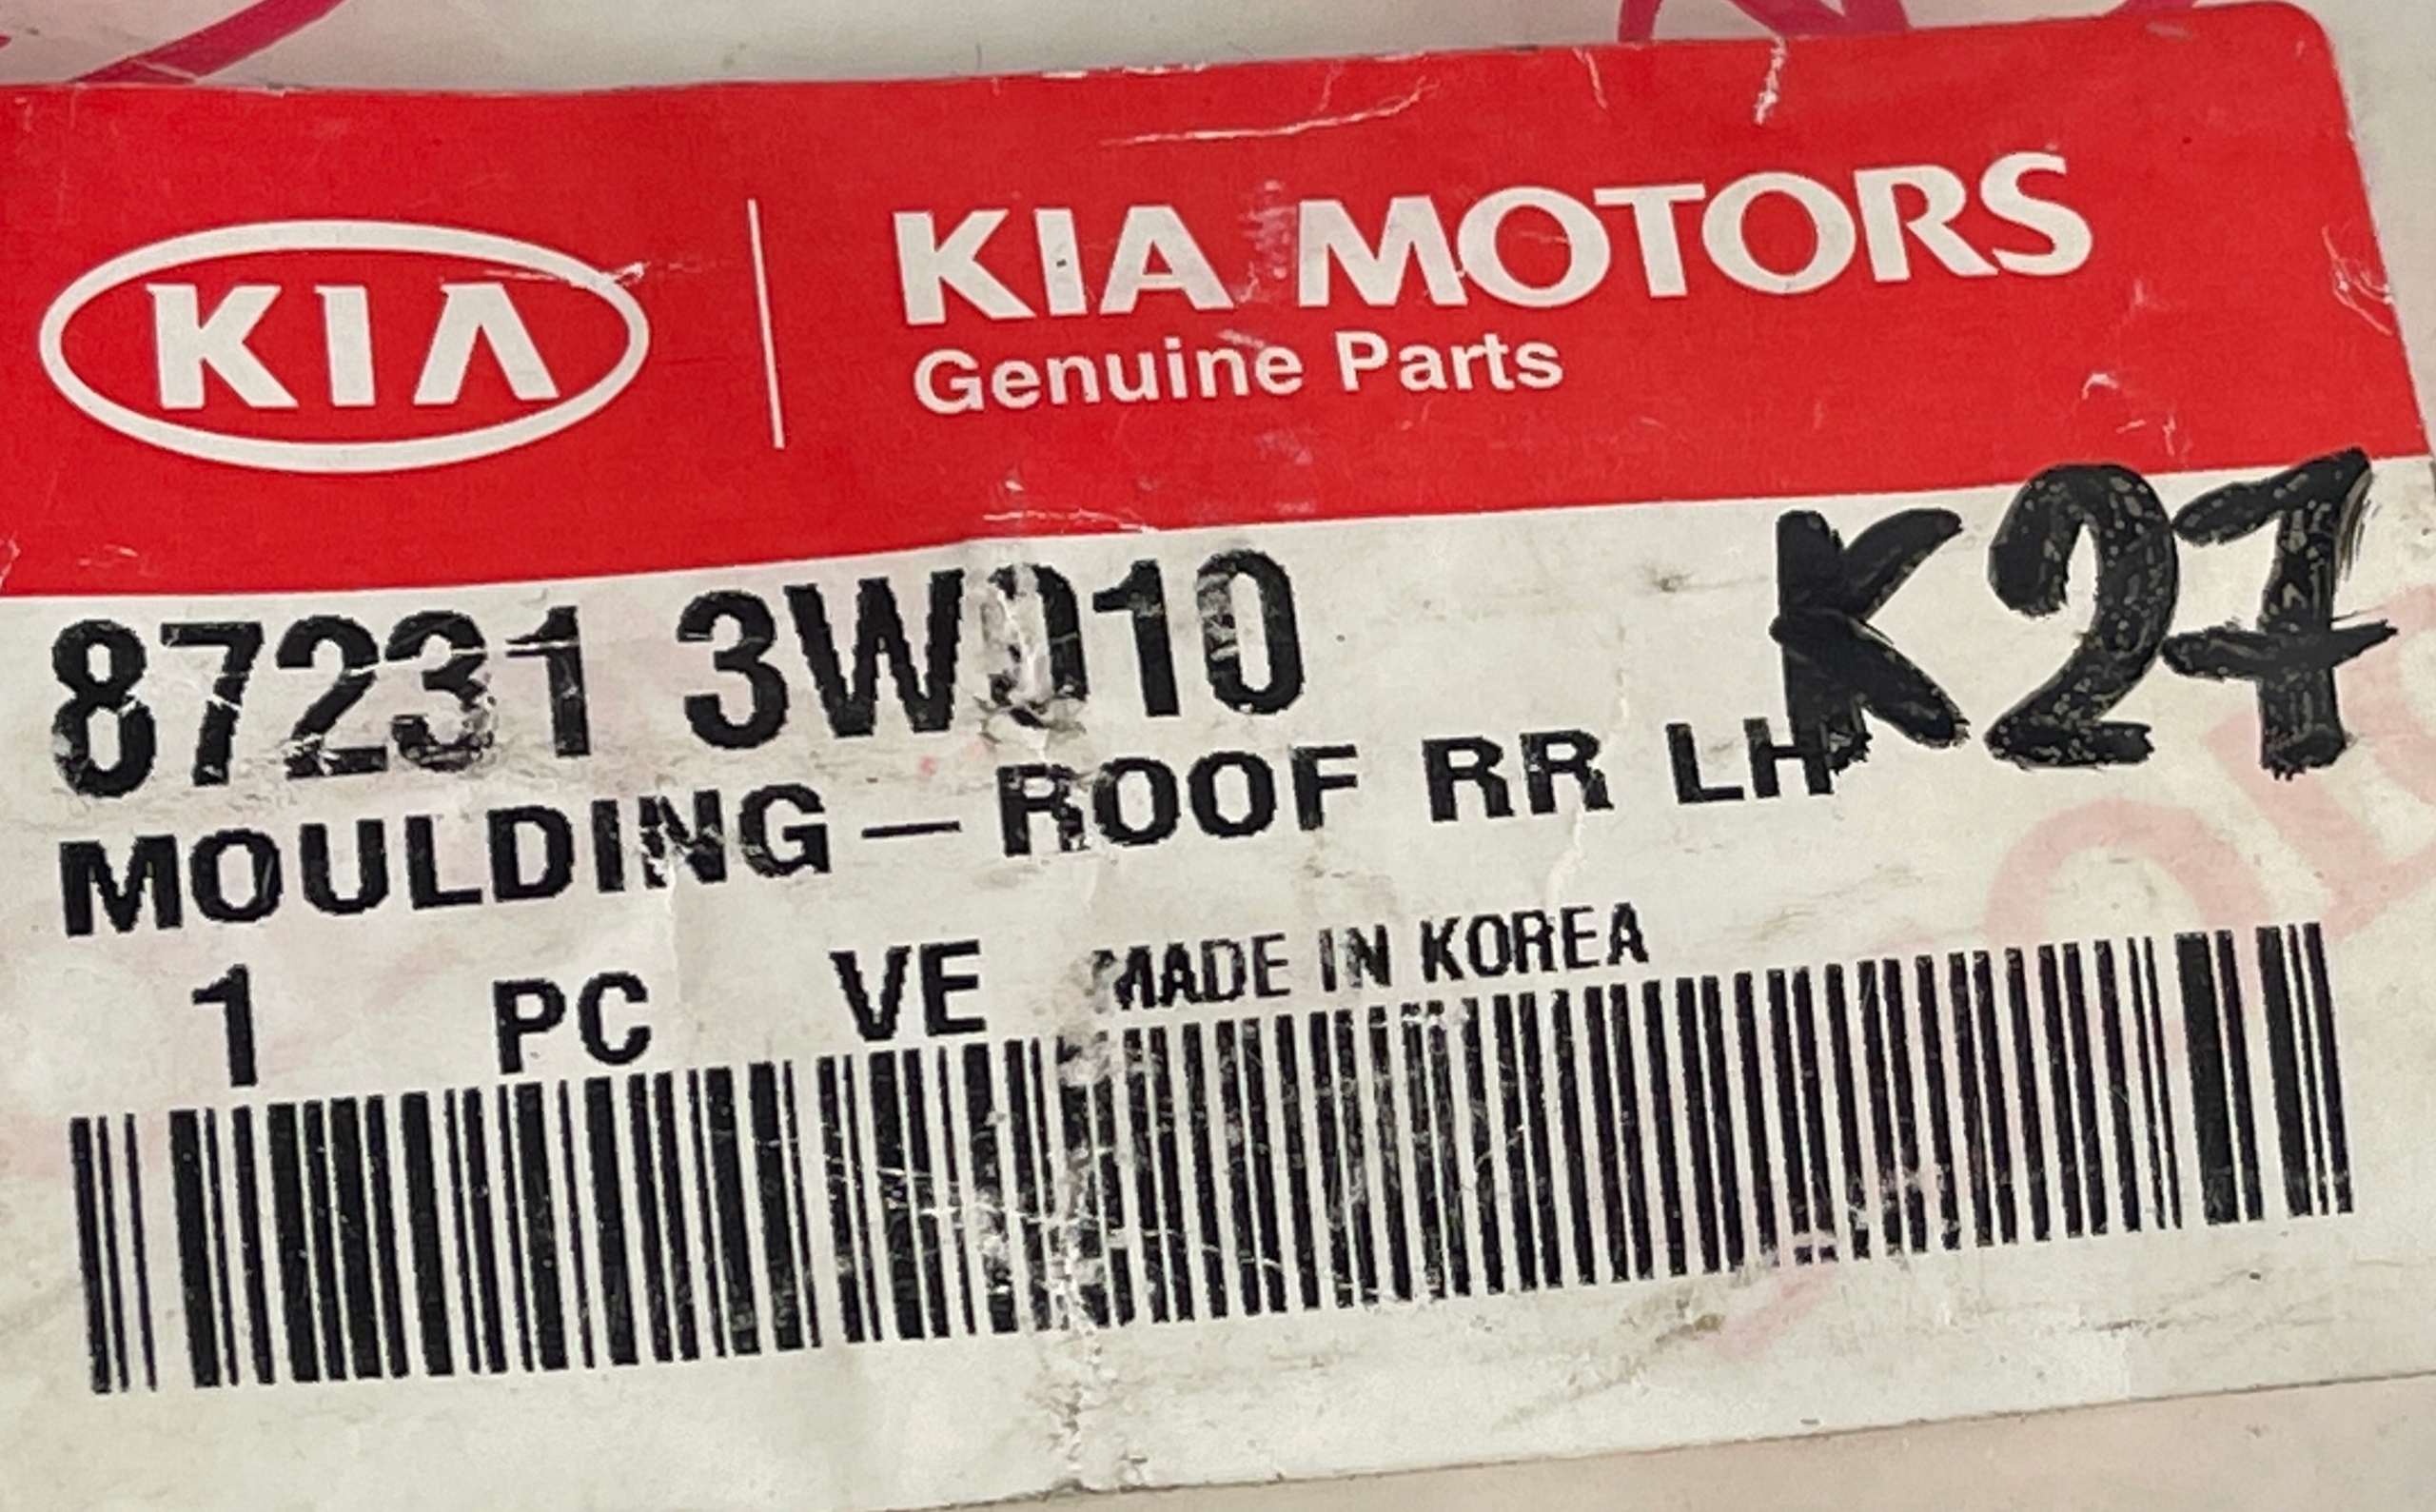 KIA
KIA MOTORS
Genuine Parts
K27
87231 3W010
MOULDING-ROOF RR LH
1 PC VE MADE IN KOREA